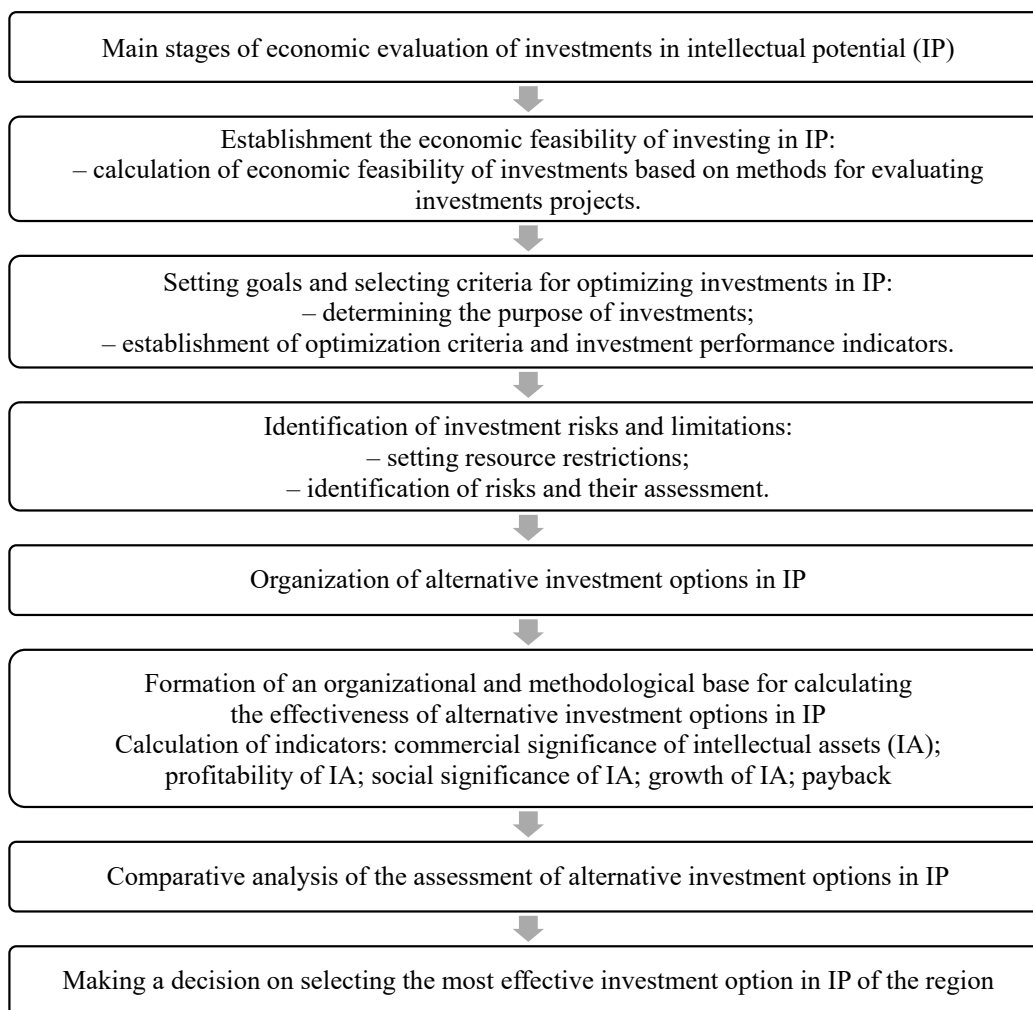 Main stages of economic evaluation of investments in intellectual potential (IP)
Establishment the economic feasibility of investing in IP:
– calculation of economic feasibility of investments based on methods for evaluating
investments projects.
Setting goals and selecting criteria for optimizing investments in IP:
– determining the purpose of investments;
– establishment of optimization criteria and investment performance indicators.
Identification of investment risks and limitations:
– setting resource restrictions;
– identification of risks and their assessment.
Organization of alternative investment options in IP
Formation of an organizational and methodological base for calculating
the effectiveness of alternative investment options in IP
Calculation of indicators: commercial significance of intellectual assets (IA);
profitability of IA; social significance of IA; growth of IA; payback
Comparative analysis of the assessment of alternative investment options in IP
Making a decision on selecting the most effective investment option in IP of the region